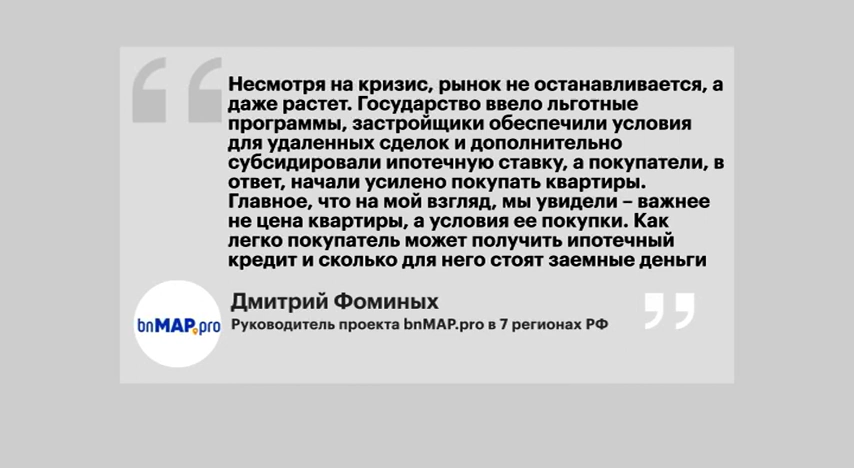 Несмотря на кризис, рынок не останавливается, а
даже растет. Государство ввело льготные
программы, застройщики обеспечили условия
для удаленных сделок и дополнительно
субсидировали ипотечную ставку, а покупатели, в
ответ, начали усилено покупать квартиры.
Главное, что на мой взгляд, мы увидели – важнее
не цена квартиры, а условия ее покупки. Как
легко покупатель может получить ипотечный
кредит и сколько для него стоят заемные деньги
Дмитрий Фоминых
Руководитель проекта bnMAP.pro в 7 регионах РФ
bnMAP.pro